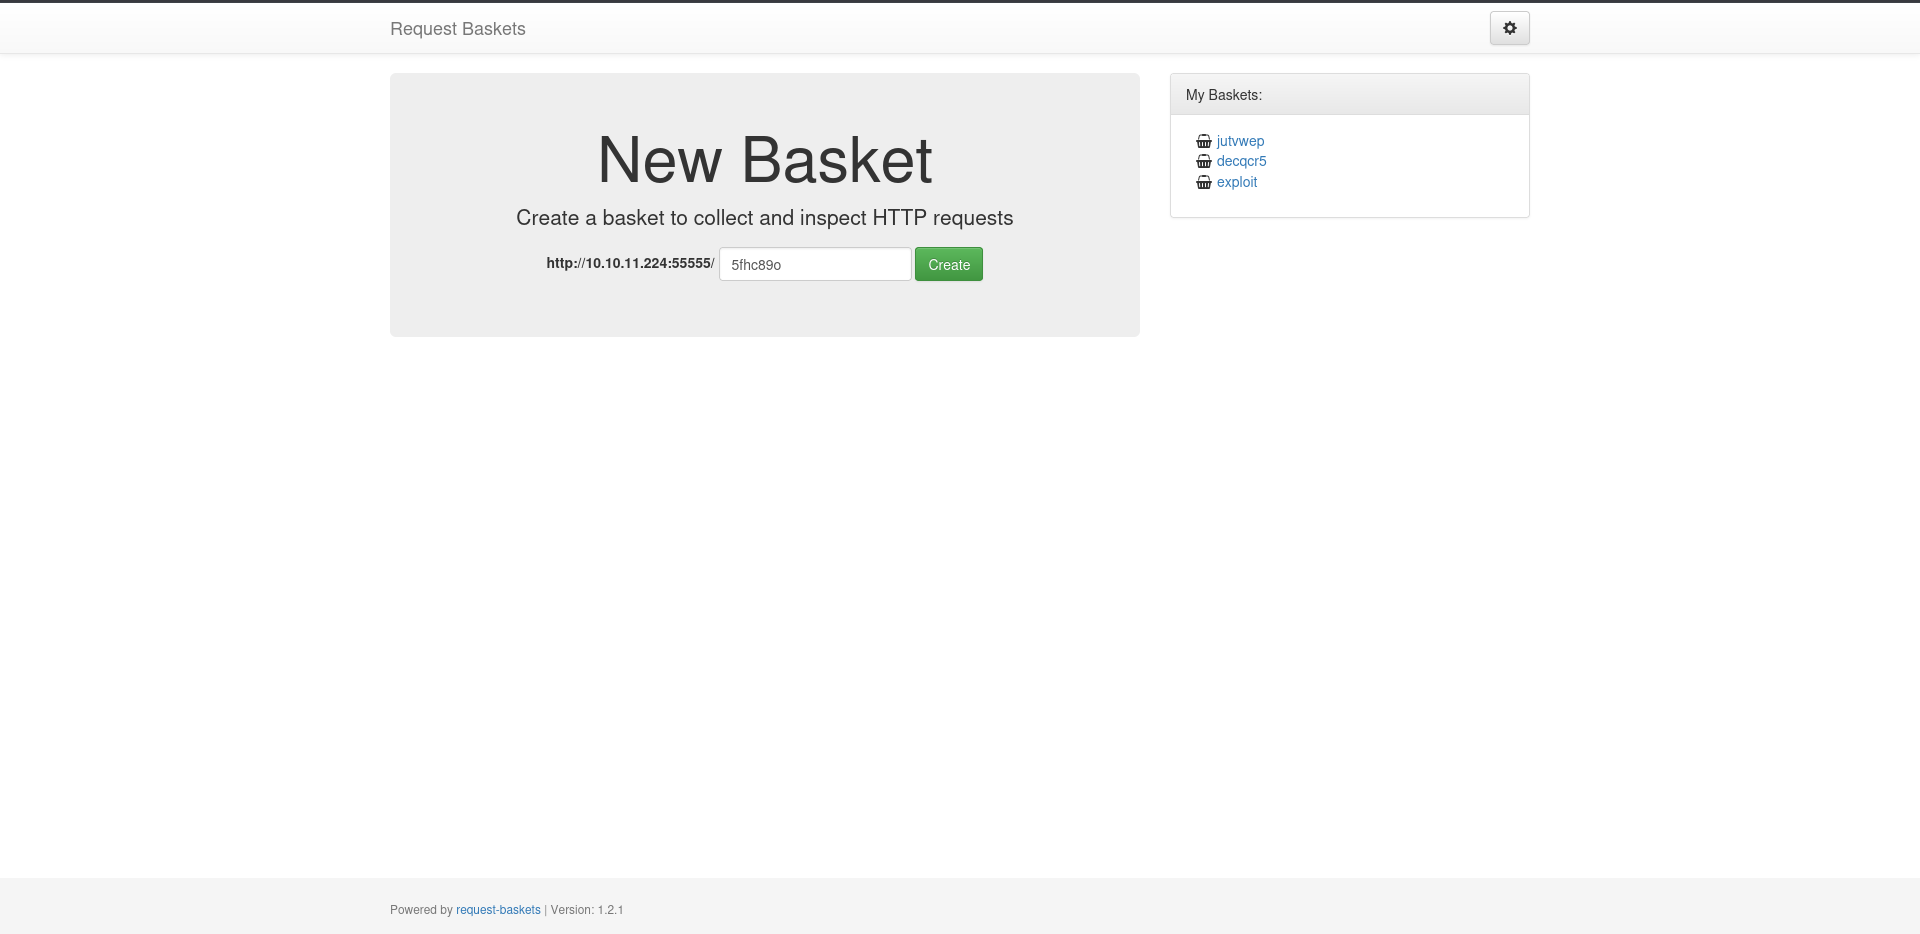 Request Baskets
New Basket
Create a basket to collect and inspect HTTP requests
http://10.10.11.224:55555/ 5fhc89o Create
My Baskets:
jutvwep
decqcr5
exploit
Powered by request-baskets | Version: 1.2.1